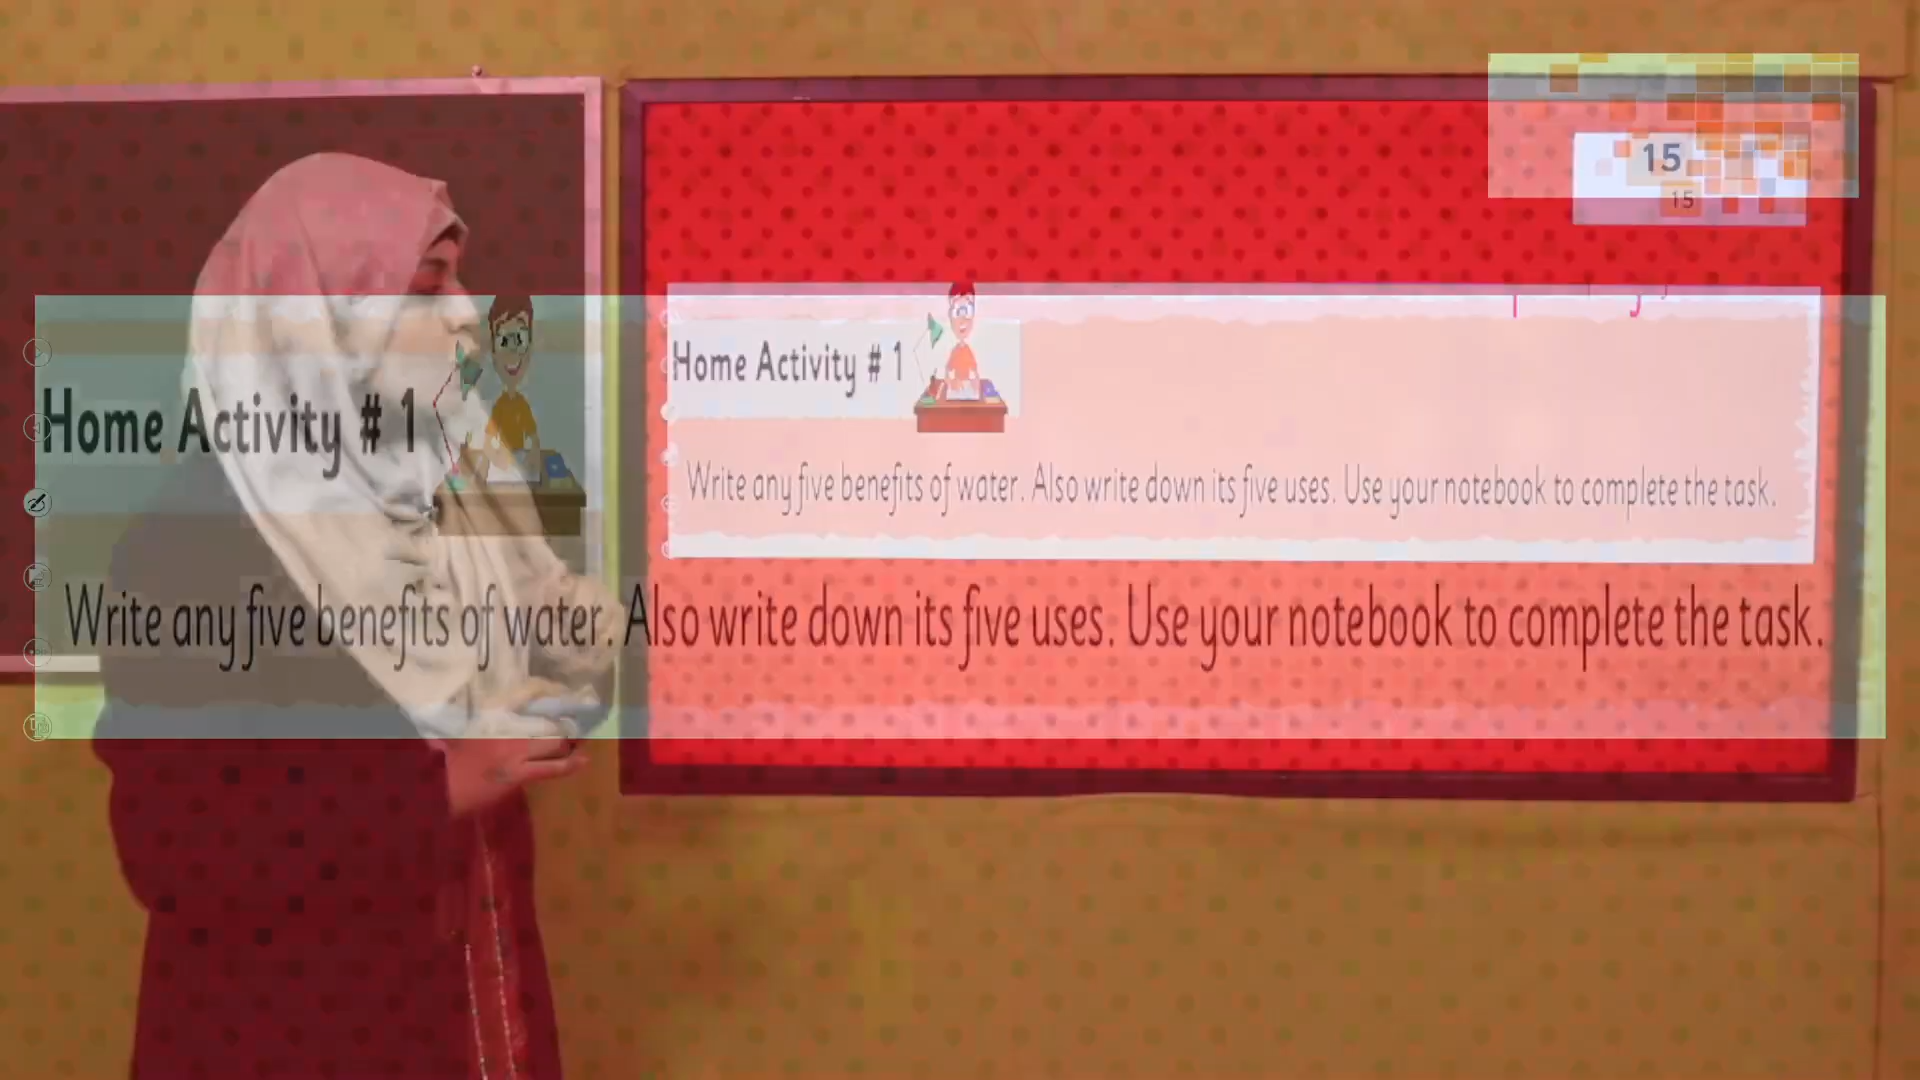 15
15
Home Activity # 1
Write any five benefits of water. Also write down its five uses. Use your notebook to complete the task.
Home Activity # 1
Write any five benefits of water. Also write down its five uses. Use your notebook to complete the task.